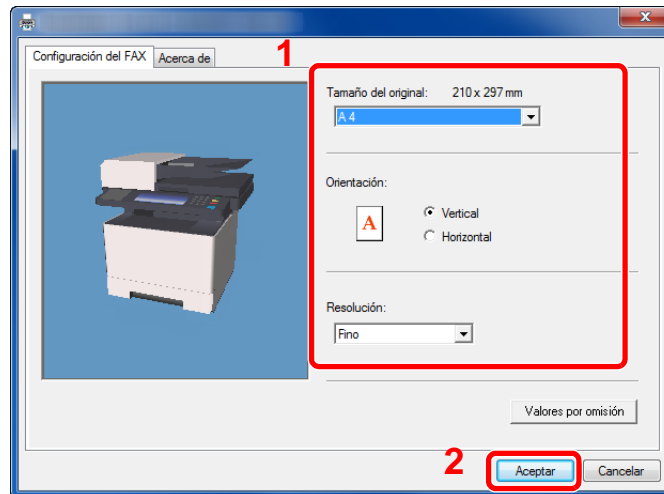 Configuración del FAX Acerca de
1
Tamaño del original: 210 x 297 mm
A 4
Orientación:
A
Vertical
Horizontal
Resolución:
Fino
Valores por omisión
2
Aceptar Cancelar